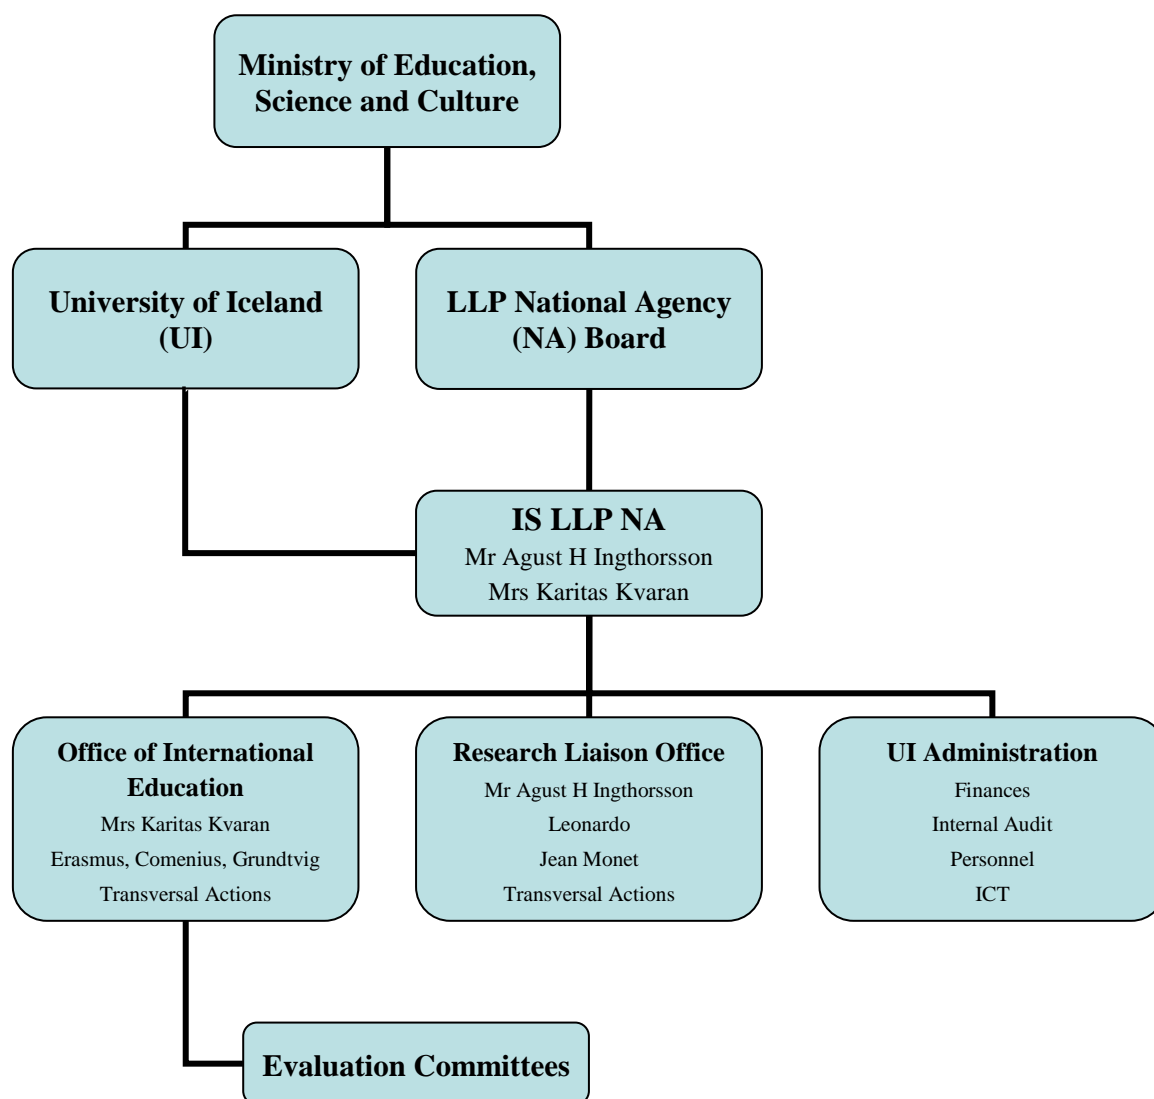 Ministry of Education,
Science and Culture
University of Iceland
(UI)
LLP National Agency
(NA) Board
IS LLP NA
Mr Agust H Ingthorsson
Mrs Karitas Kvaran
Office of International
Education
Mrs Karitas Kvaran
Erasmus, Comenius, Grundtvig
Transversal Actions
Research Liaison Office
Mr Agust H Ingthorsson
Leonardo
Jean Monet
Transversal Actions
UI Administration
Finances
Internal Audit
Personnel
ICT
Evaluation Committees